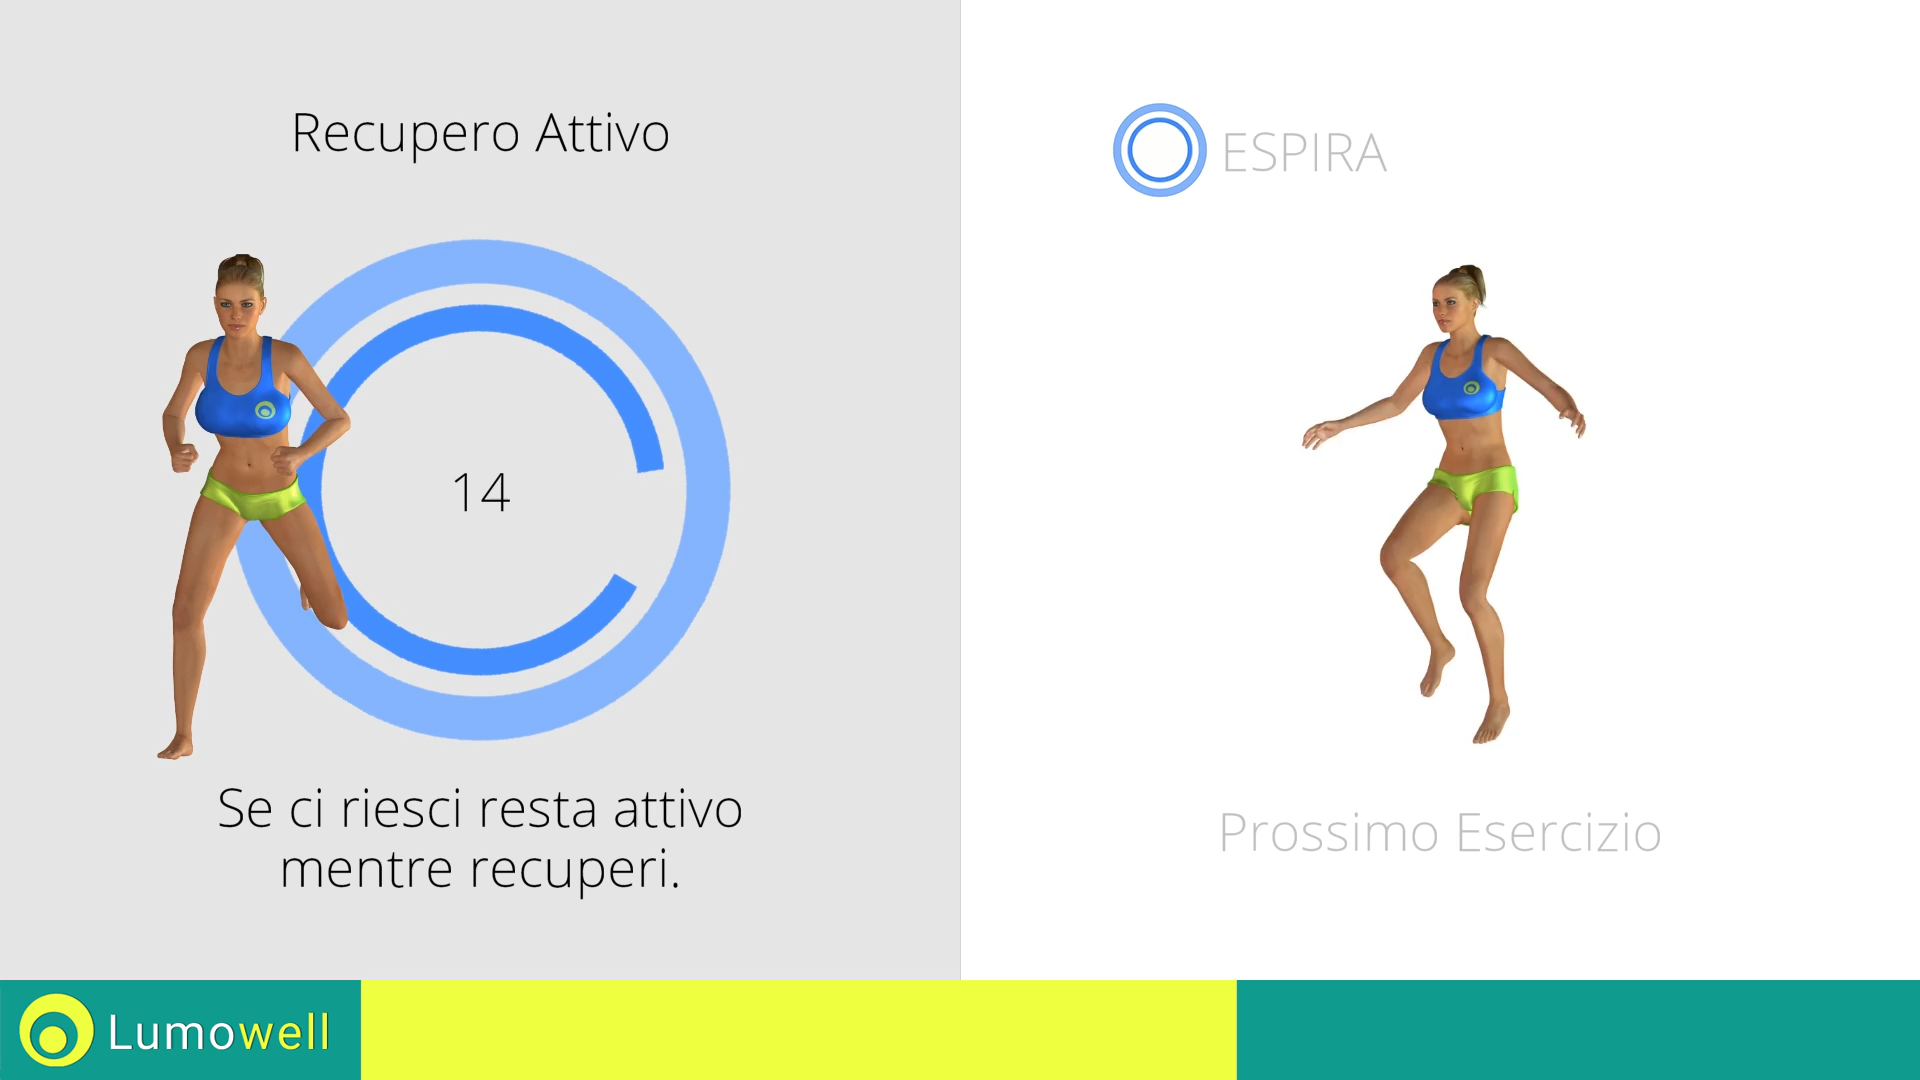 Recupero Attivo
14
Se ci riesci resta attivo
mentre recuperi.
ESPIRA
Prossimo Esercizio
Lumowell